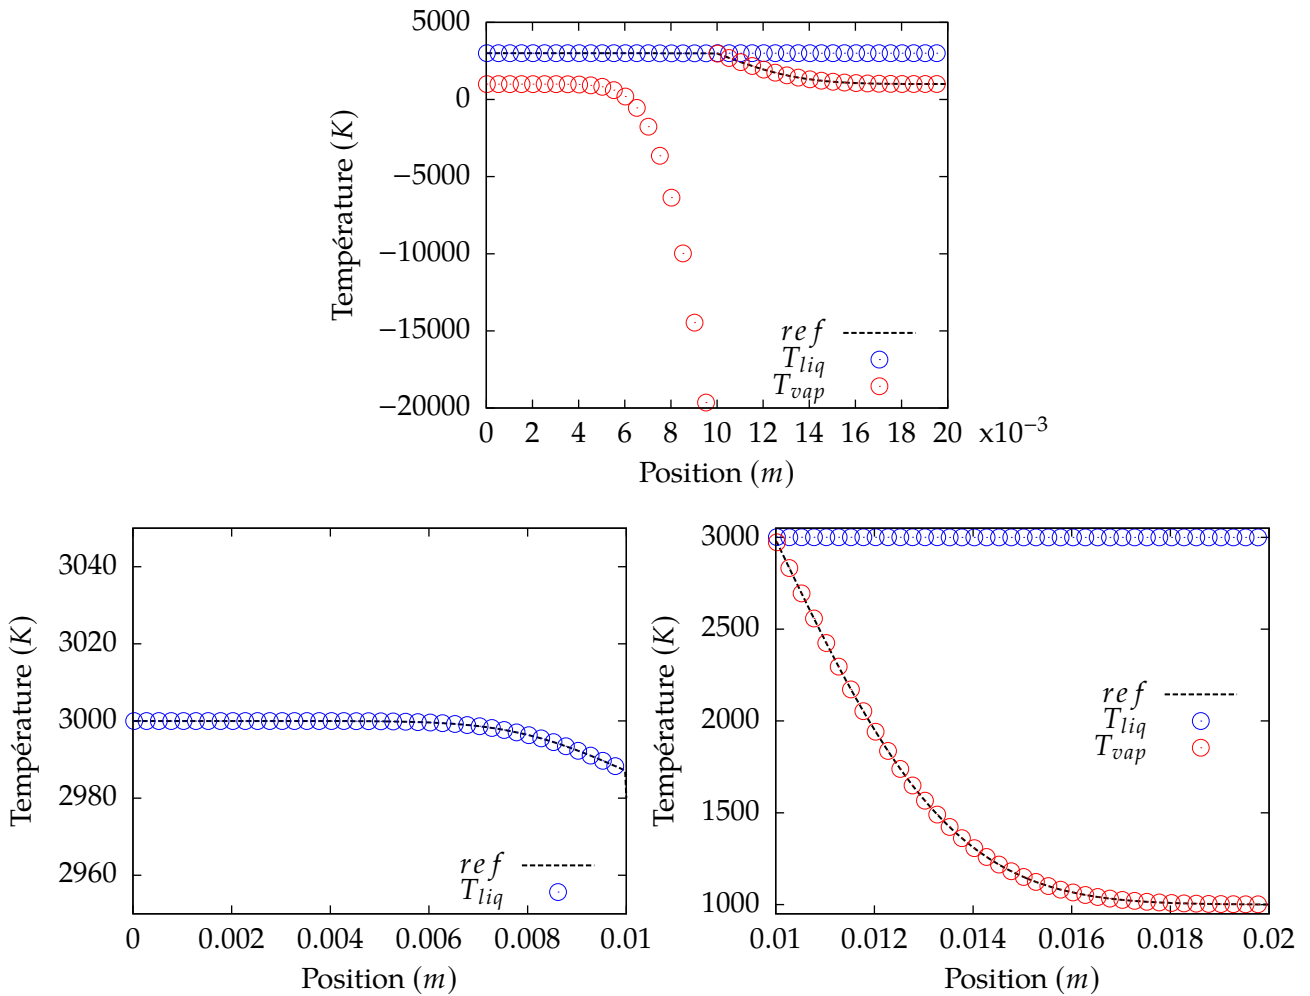 5000
0
−5000
−10000
−15000
−20000
Température (K)
ref
T_liq
T_vap
0 2 4 6 8 10 12 14 16 18 20 x10⁻³
Position (m)
3040
3020
3000
2980
2960
Température (K)
ref
T_liq
0 0.002 0.004 0.006 0.008 0.01
Position (m)
3000
2500
2000
1500
1000
Température (K)
ref
T_liq
T_vap
0.01 0.012 0.014 0.016 0.018 0.02
Position (m)